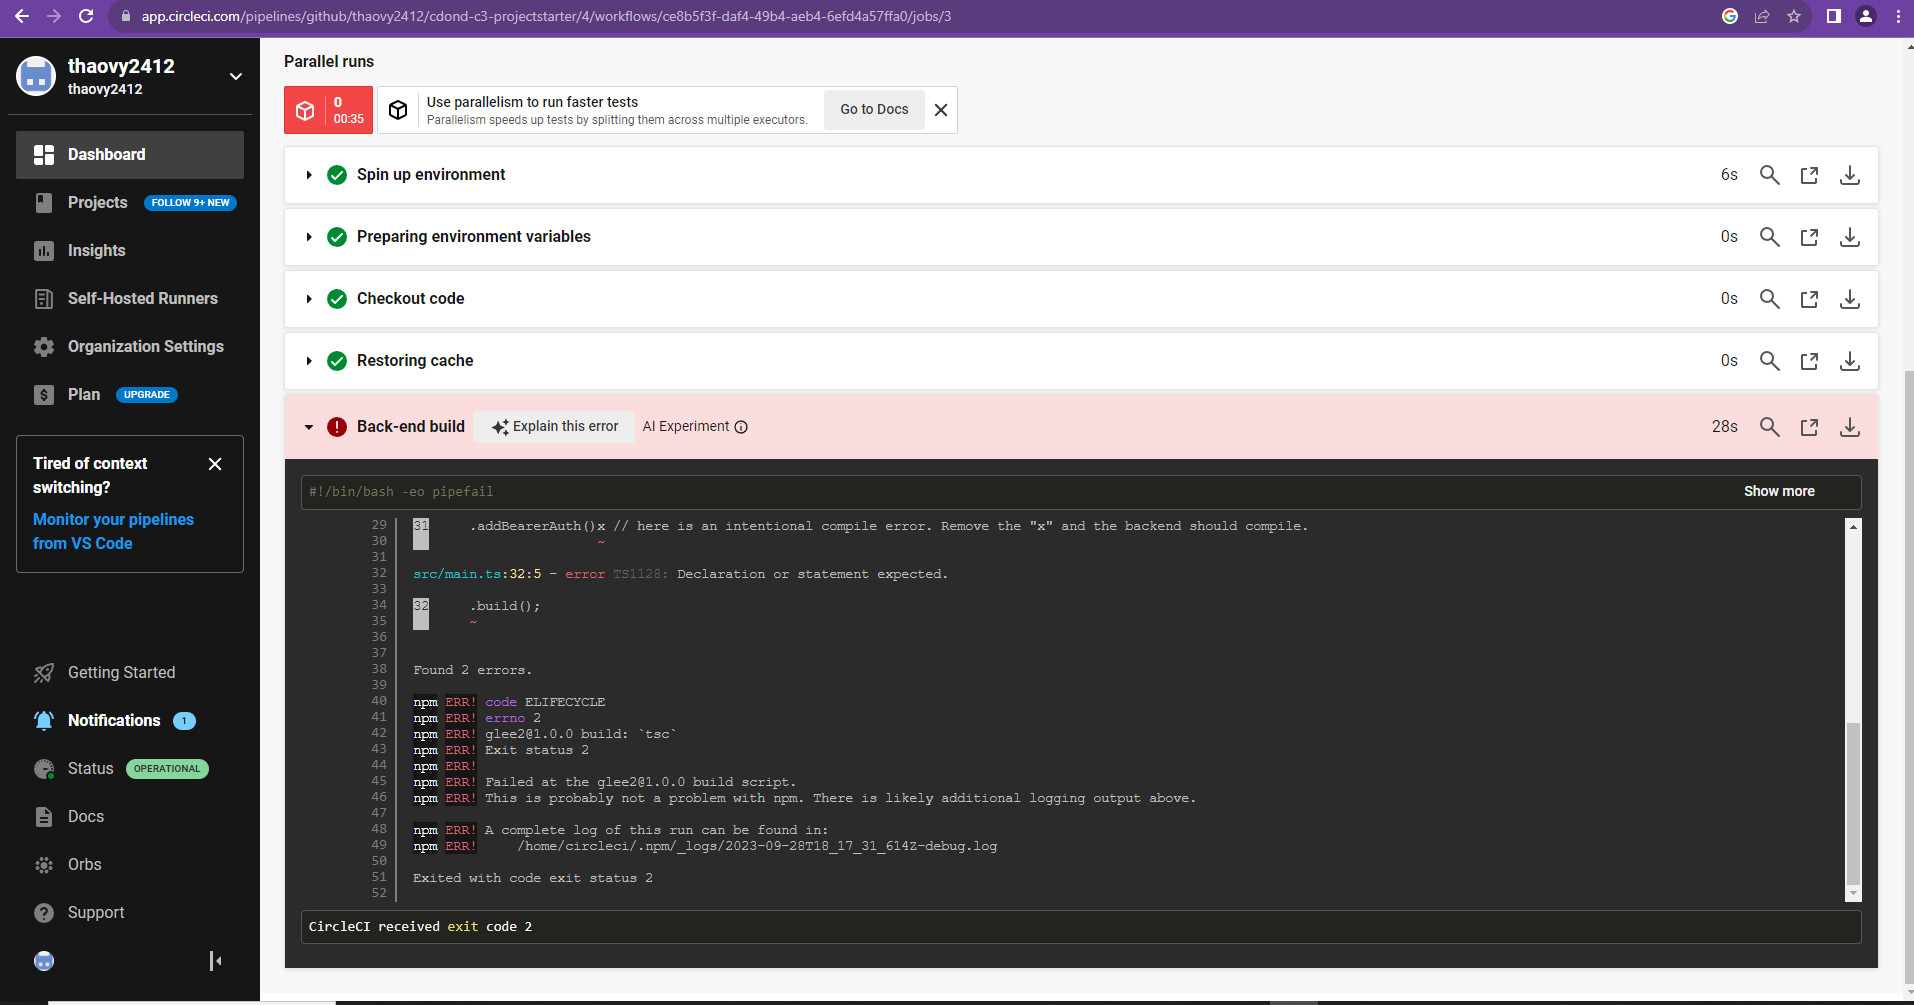 app.circleci.com/pipelines/github/thaovy2412/cdond-c3-projectstarter/4/workflows/ce8b5f3f-daf4-49b4-aeb4-6efd4a57ffa0/jobs/3
thaovy2412
thaovy2412
Dashboard
Projects FOLLOW 9+ NEW
Insights
Self-Hosted Runners
Organization Settings
Plan UPGRADE
Tired of context
switching?
Monitor your pipelines
from VS Code
Getting Started
Notifications 1
Status OPERATIONAL
Docs
Orbs
Support
Parallel runs
0
00:35
Use parallelism to run faster tests
Parallelism speeds up tests by splitting them across multiple executors.
Go to Docs
Spin up environment 6s
Preparing environment variables 0s
Checkout code 0s
Restoring cache 0s
Back-end build Explain this error AI Experiment 28s
#!/bin/bash -eo pipefail Show more
29 31 .addBearerAuth()x // here is an intentional compile error. Remove the "x" and the backend should compile.
30 ~
31
32 src/main.ts:32:5 - error TS1128: Declaration or statement expected.
33
34 32 .build();
35 ~
36
37
38 Found 2 errors.
39
40 npm ERR! code ELIFECYCLE
41 npm ERR! errno 2
42 npm ERR! glee2@1.0.0 build: `tsc`
43 npm ERR! Exit status 2
44 npm ERR!
45 npm ERR! Failed at the glee2@1.0.0 build script.
46 npm ERR! This is probably not a problem with npm. There is likely additional logging output above.
47
48 npm ERR! A complete log of this run can be found in:
49 npm ERR! /home/circleci/.npm/_logs/2023-09-28T18_17_31_614Z-debug.log
50
51 Exited with code exit status 2
52
CircleCI received exit code 2